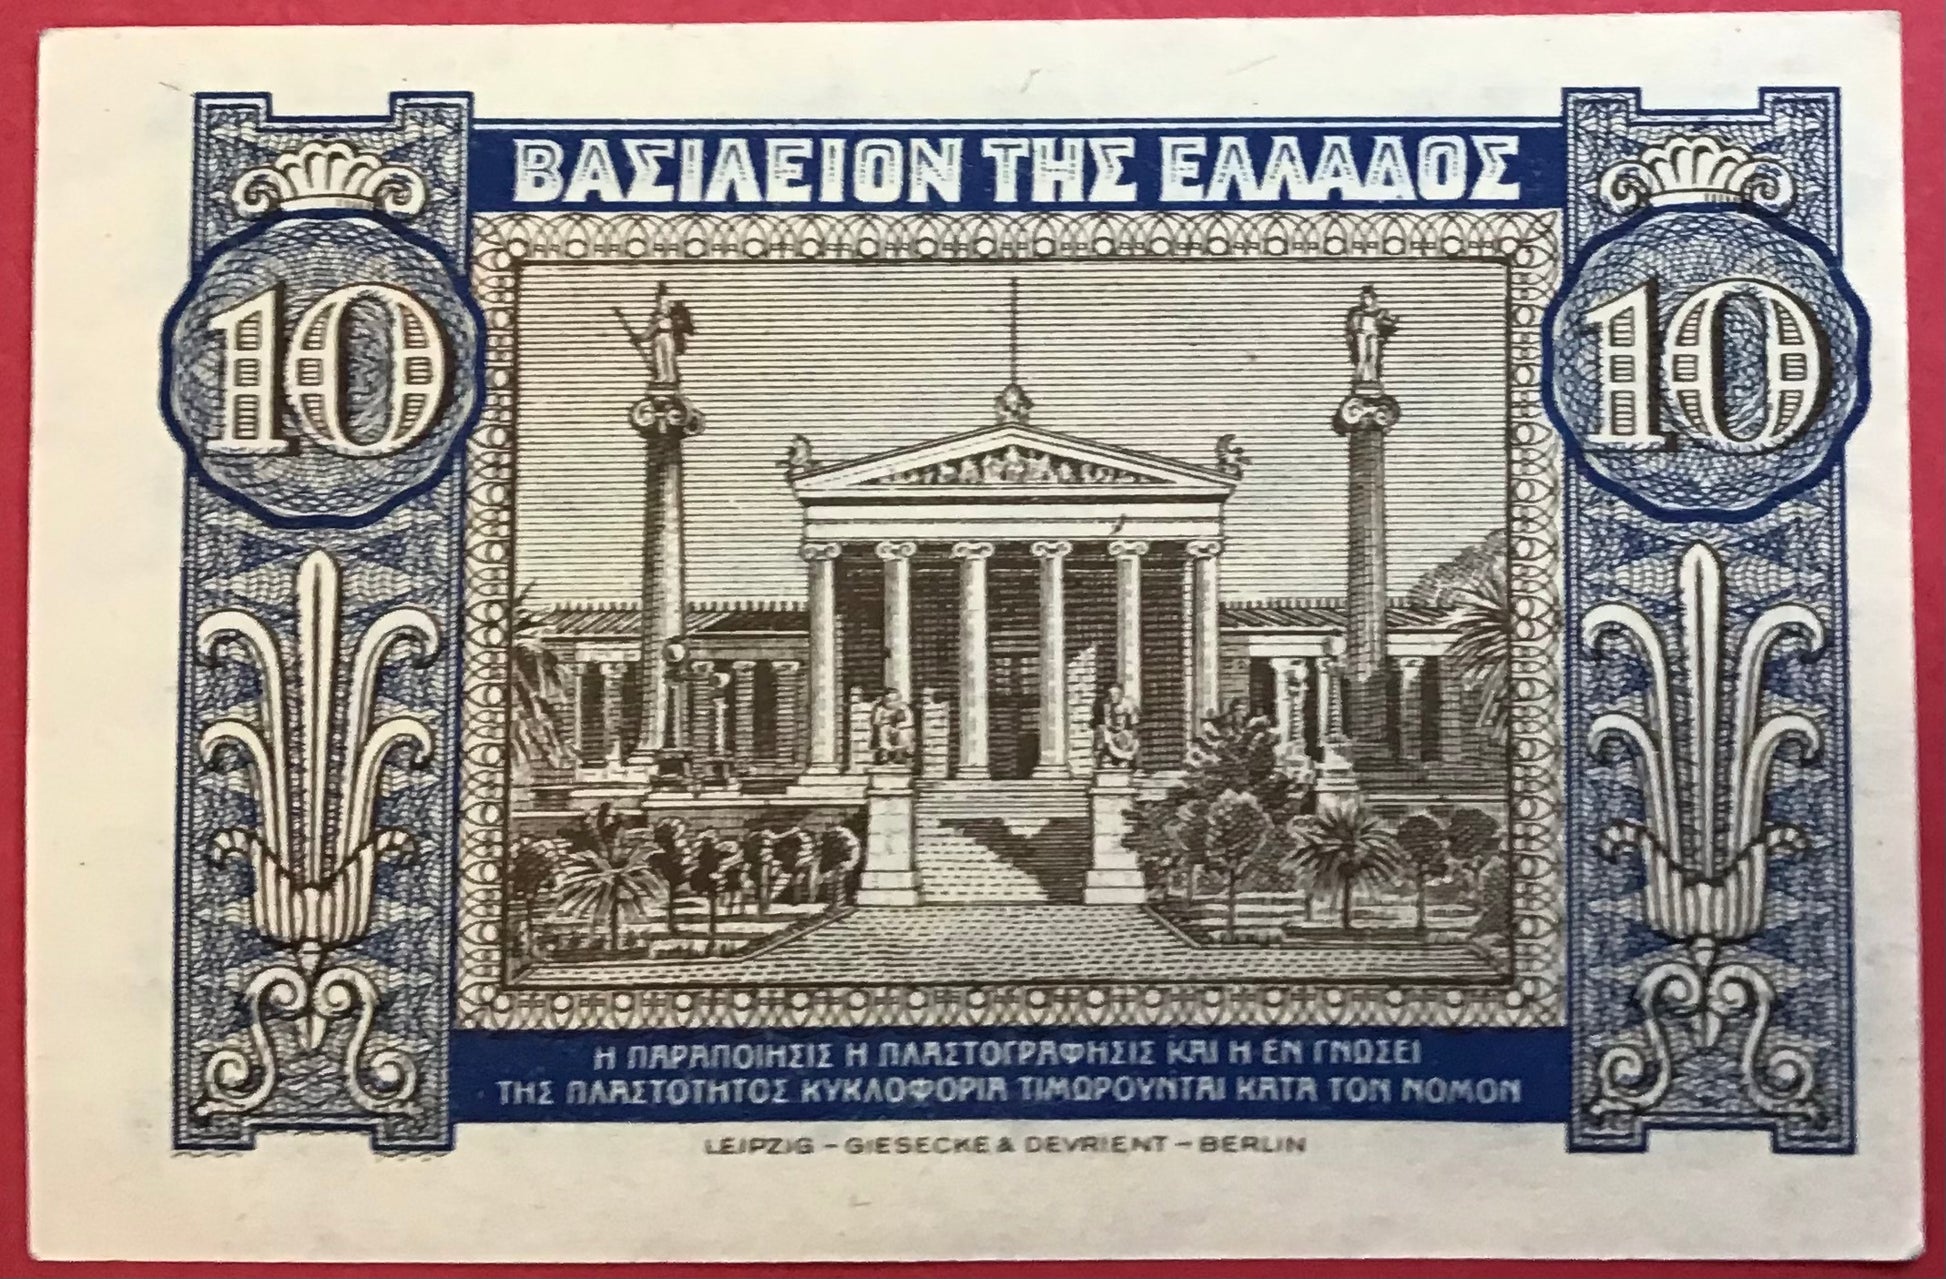 ΒΑΣΙΛΕΙΟΝ ΤΗΣ ΕΛΛΑΔΟΣ
10
10
Η ΠΑΡΑΠΟΙΗΣΙΣ Η ΠΛΑΣΤΟΓΡΑΦΗΣΙΣ ΚΑΙ Η ΕΝ ΓΝΩΣΕΙ
ΤΗΣ ΠΛΑΣΤΟΤΗΤΟΣ ΚΥΚΛΟΦΟΡΙΑ ΤΙΜΩΡΟΥΝΤΑΙ ΚΑΤΑ ΤΟΝ ΝΟΜΟΝ
LEIPZIG – GIESECKE & DEVRIENT – BERLIN